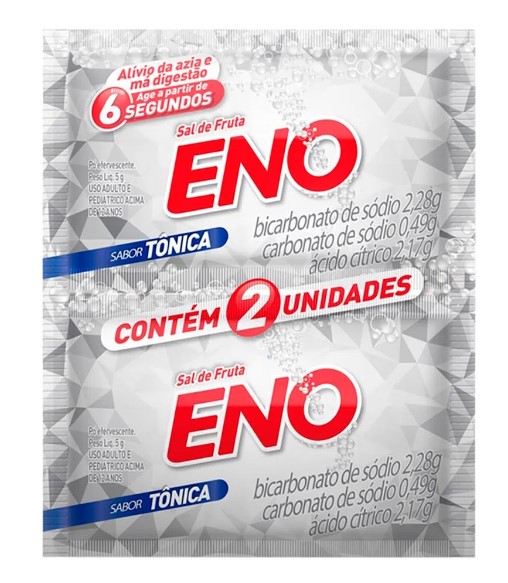 Alívio da azia e
má digestão
Age a partir de
6 SEGUNDOS
Sal de Fruta
ENO
Pó efervescente.
Peso Líq. 5 g
USO ADULTO E
PEDIÁTRICO ACIMA
DE 12 ANOS
bicarbonato de sódio 2,28g
carbonato de sódio 0,49g
ácido cítrico 2,17g
SABOR TÔNICA
CONTÉM 2 UNIDADES
Sal de Fruta
ENO
Pó efervescente.
Peso Líq. 5 g
USO ADULTO E
PEDIÁTRICO ACIMA
DE 12 ANOS
bicarbonato de sódio 2,28g
carbonato de sódio 0,49g
ácido cítrico 2,17g
SABOR TÔNICA